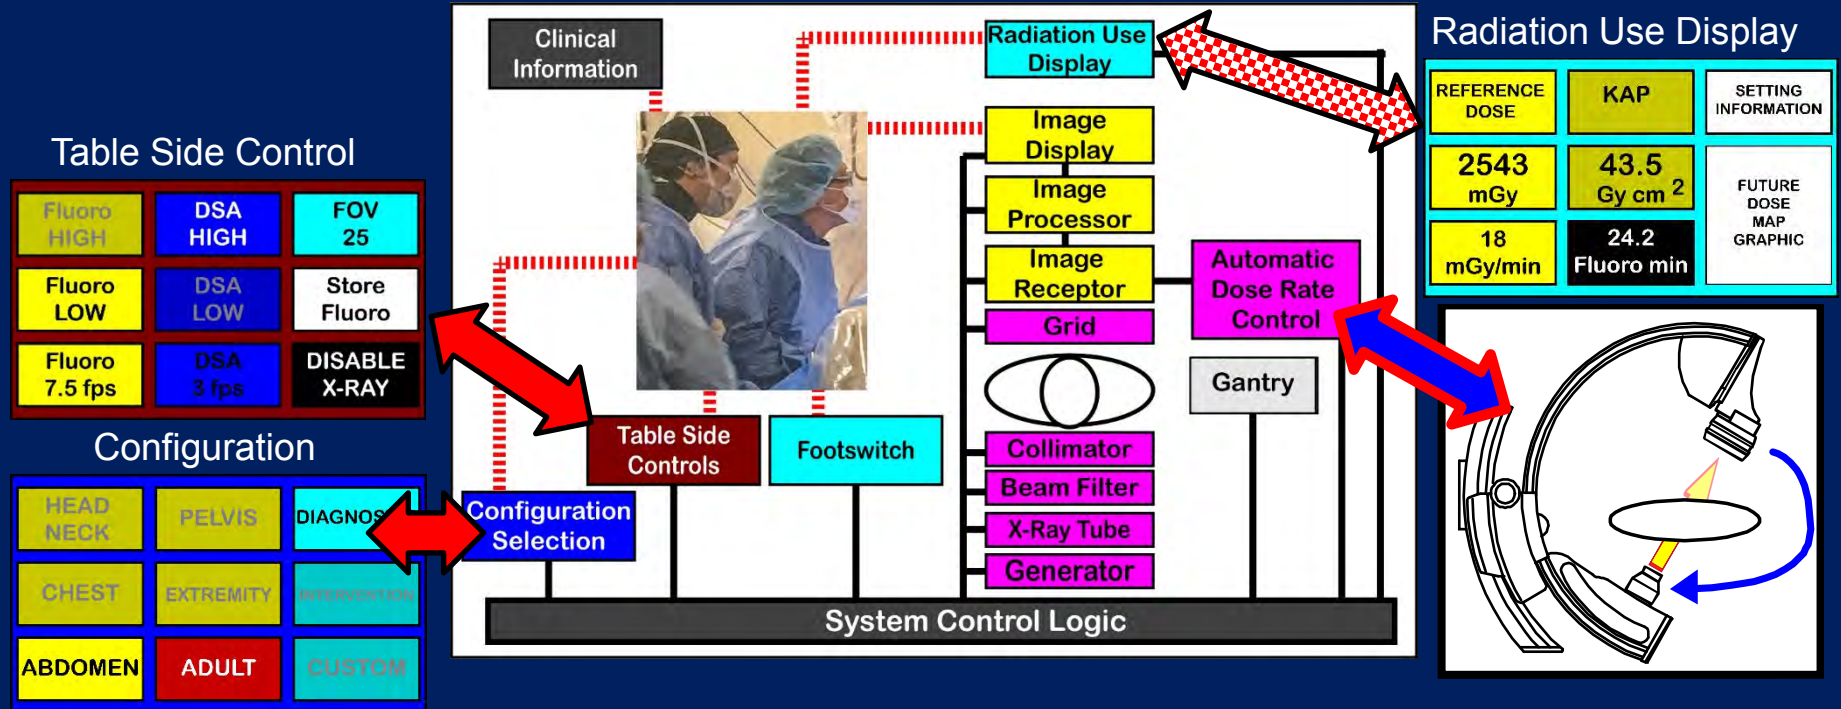 Table Side Control
Fluoro
HIGH
DSA
HIGH
FOV
25
Fluoro
LOW
DSA
LOW
Store
Fluoro
Fluoro
7.5 fps
DSA
3 fps
DISABLE
X-RAY
Configuration
HEAD
NECK
PELVIS
DIAGNOS
CHEST
EXTREMITY
INTERVENTION
ABDOMEN
ADULT
CUSTOM
Clinical
Information
Radiation Use
Display
Image
Display
Image
Processor
Image
Receptor
Grid
Automatic
Dose Rate
Control
Gantry
Table Side
Controls
Footswitch
Configuration
Selection
Collimator
Beam Filter
X-Ray Tube
Generator
System Control Logic
Radiation Use Display
REFERENCE
DOSE
KAP
SETTING
INFORMATION
2543
mGy
43.5
Gy cm 2
FUTURE
DOSE
MAP
GRAPHIC
18
mGy/min
24.2
Fluoro min